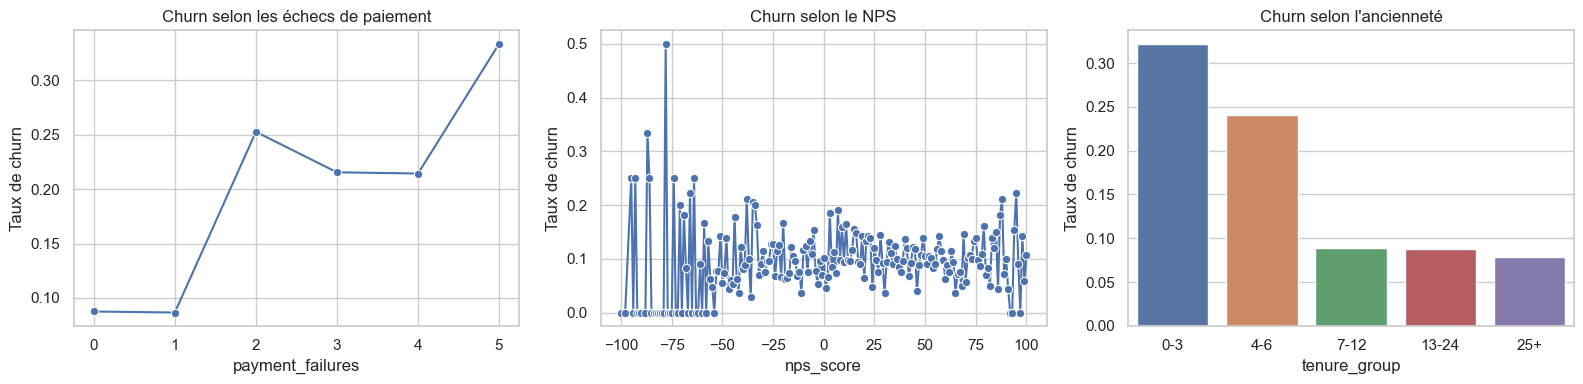 Churn selon les échecs de paiement
Taux de churn
0.30
0.25
0.20
0.15
0.10
0 1 2 3 4 5
payment_failures
Churn selon le NPS
Taux de churn
0.5
0.4
0.3
0.2
0.1
0.0
−100 −75 −50 −25 0 25 50 75 100
nps_score
Churn selon l'ancienneté
Taux de churn
0.30
0.25
0.20
0.15
0.10
0.05
0.00
0-3 4-6 7-12 13-24 25+
tenure_group